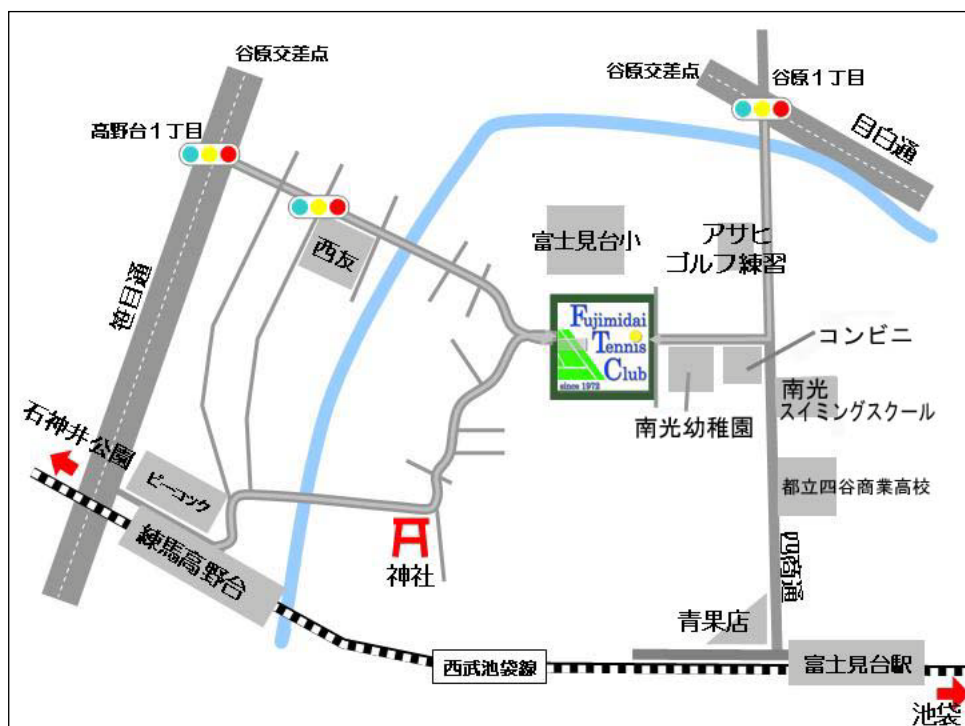 谷原交差点
谷原交差点
谷原1丁目
高野台1丁目
目白通
西友
富士見台小
アサヒ
ゴルフ練習
笹目通
Fujimidai
Tennis
Club
since 1972
コンビニ
南光
スイミングスクール
南光幼稚園
石神井公園
ピーコック
都立四谷商業高校
練馬高野台
神社
四商通
青果店
西武池袋線
富士見台駅
池袋